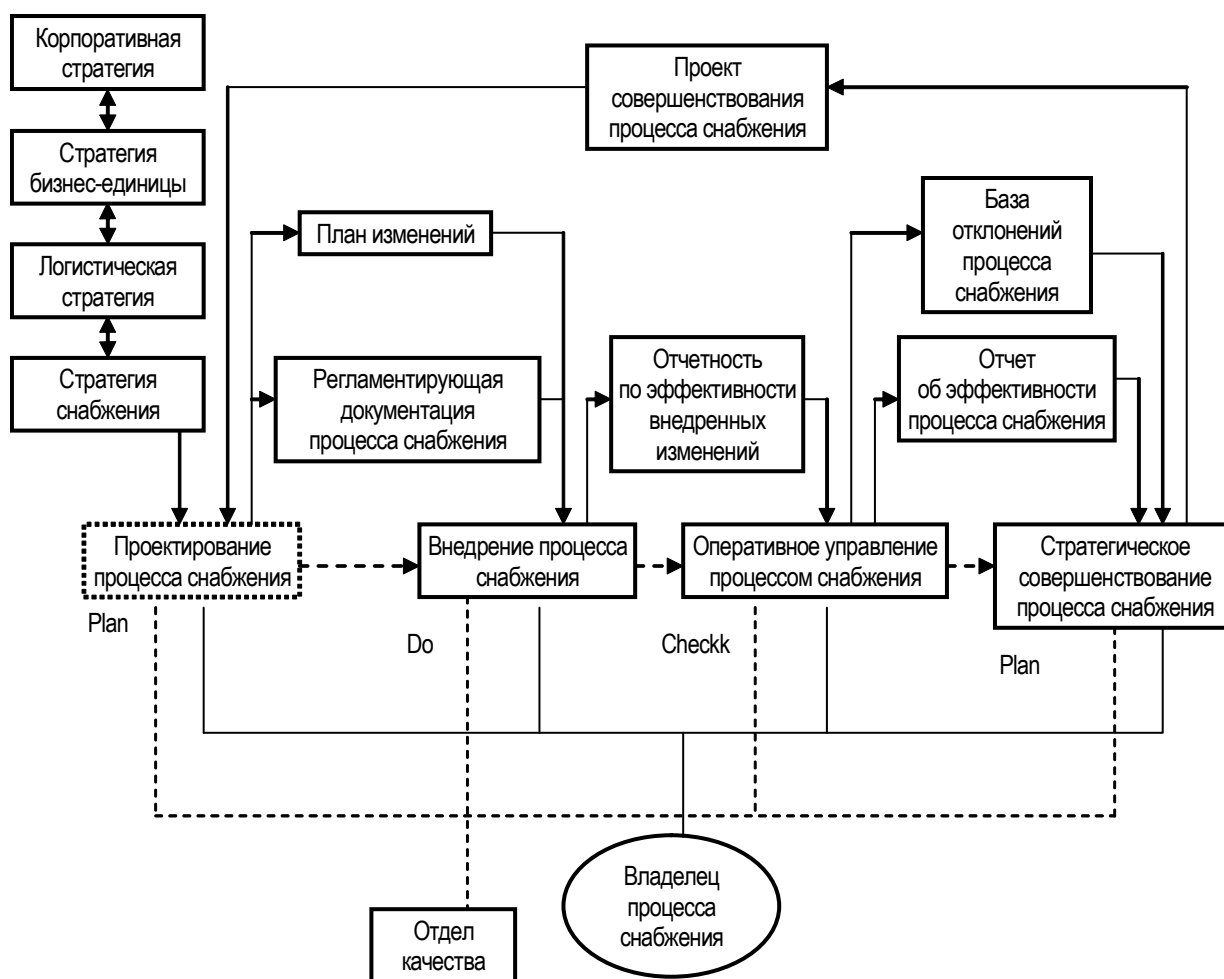 Корпоративная
стратегия
Проект
совершенствования
процесса снабжения
Стратегия
бизнес-единицы
База
отклонений
процесса
снабжения
План изменений
Логистическая
стратегия
Стратегия
снабжения
Регламентирующая
документация
процесса снабжения
Отчетность
по эффективности
внедренных
изменений
Отчет
об эффективности
процесса снабжения
Проектирование
процесса снабжения
Внедрение процесса
снабжения
Оперативное управление
процессом снабжения
Стратегическое
совершенствование
процесса снабжения
Plan
Do
Checkk
Plan
Владелец
процесса
снабжения
Отдел
качества